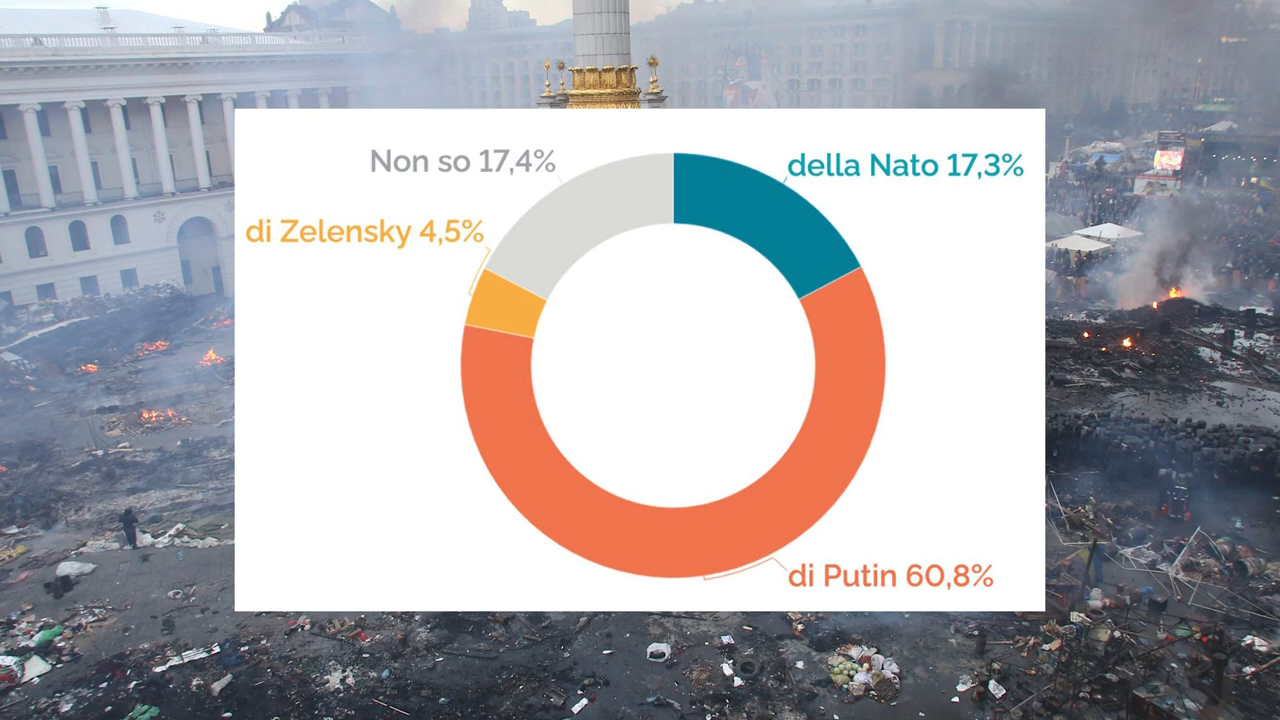 Non so 17,4%
della Nato 17,3%
di Zelensky 4,5%
di Putin 60,8%